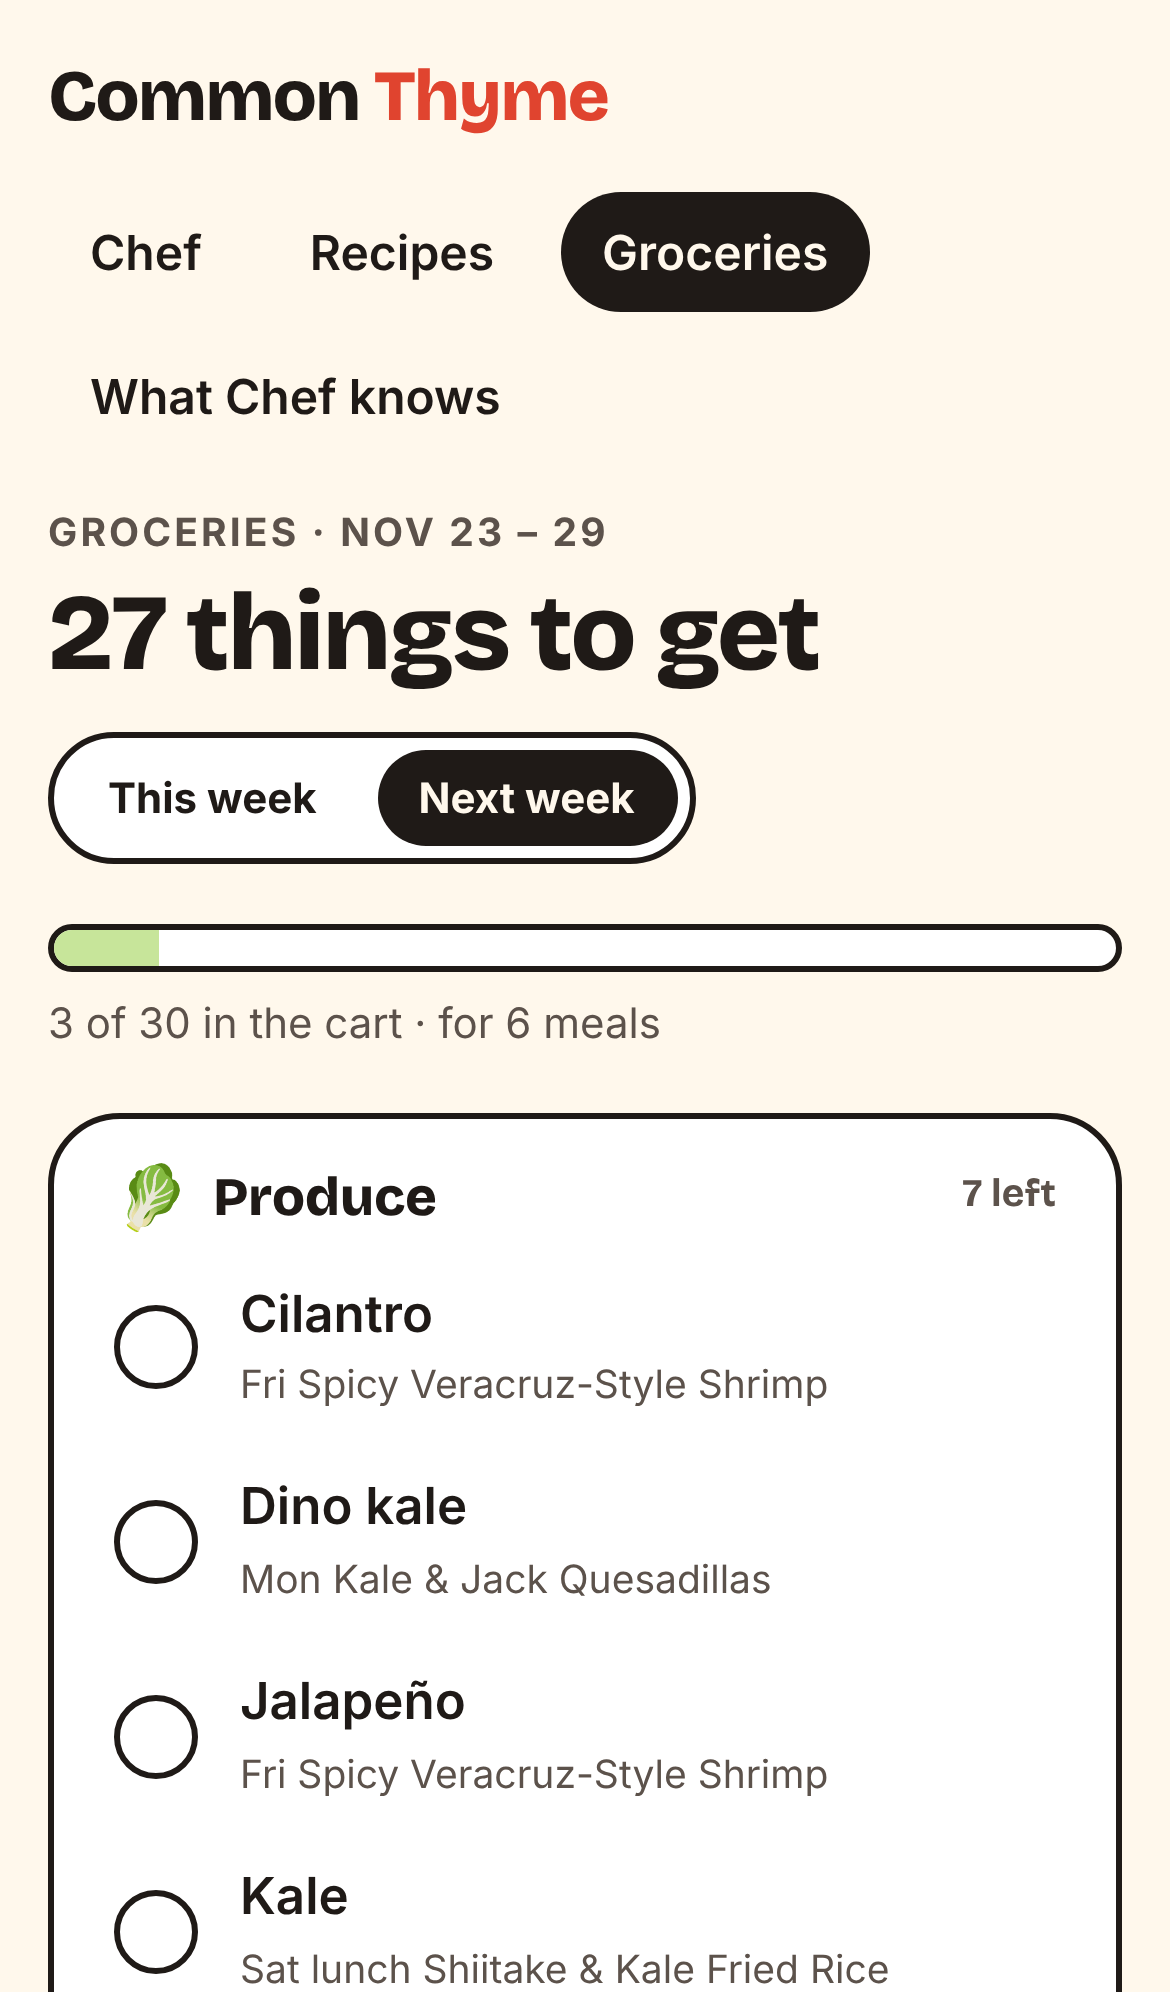 Common Thyme
Chef Recipes Groceries
What Chef knows
GROCERIES · NOV 23 – 29
27 things to get
This week Next week
3 of 30 in the cart · for 6 meals
Produce 7 left
Cilantro
Fri Spicy Veracruz-Style Shrimp
Dino kale
Mon Kale & Jack Quesadillas
Jalapeño
Fri Spicy Veracruz-Style Shrimp
Kale
Sat lunch Shiitake & Kale Fried Rice